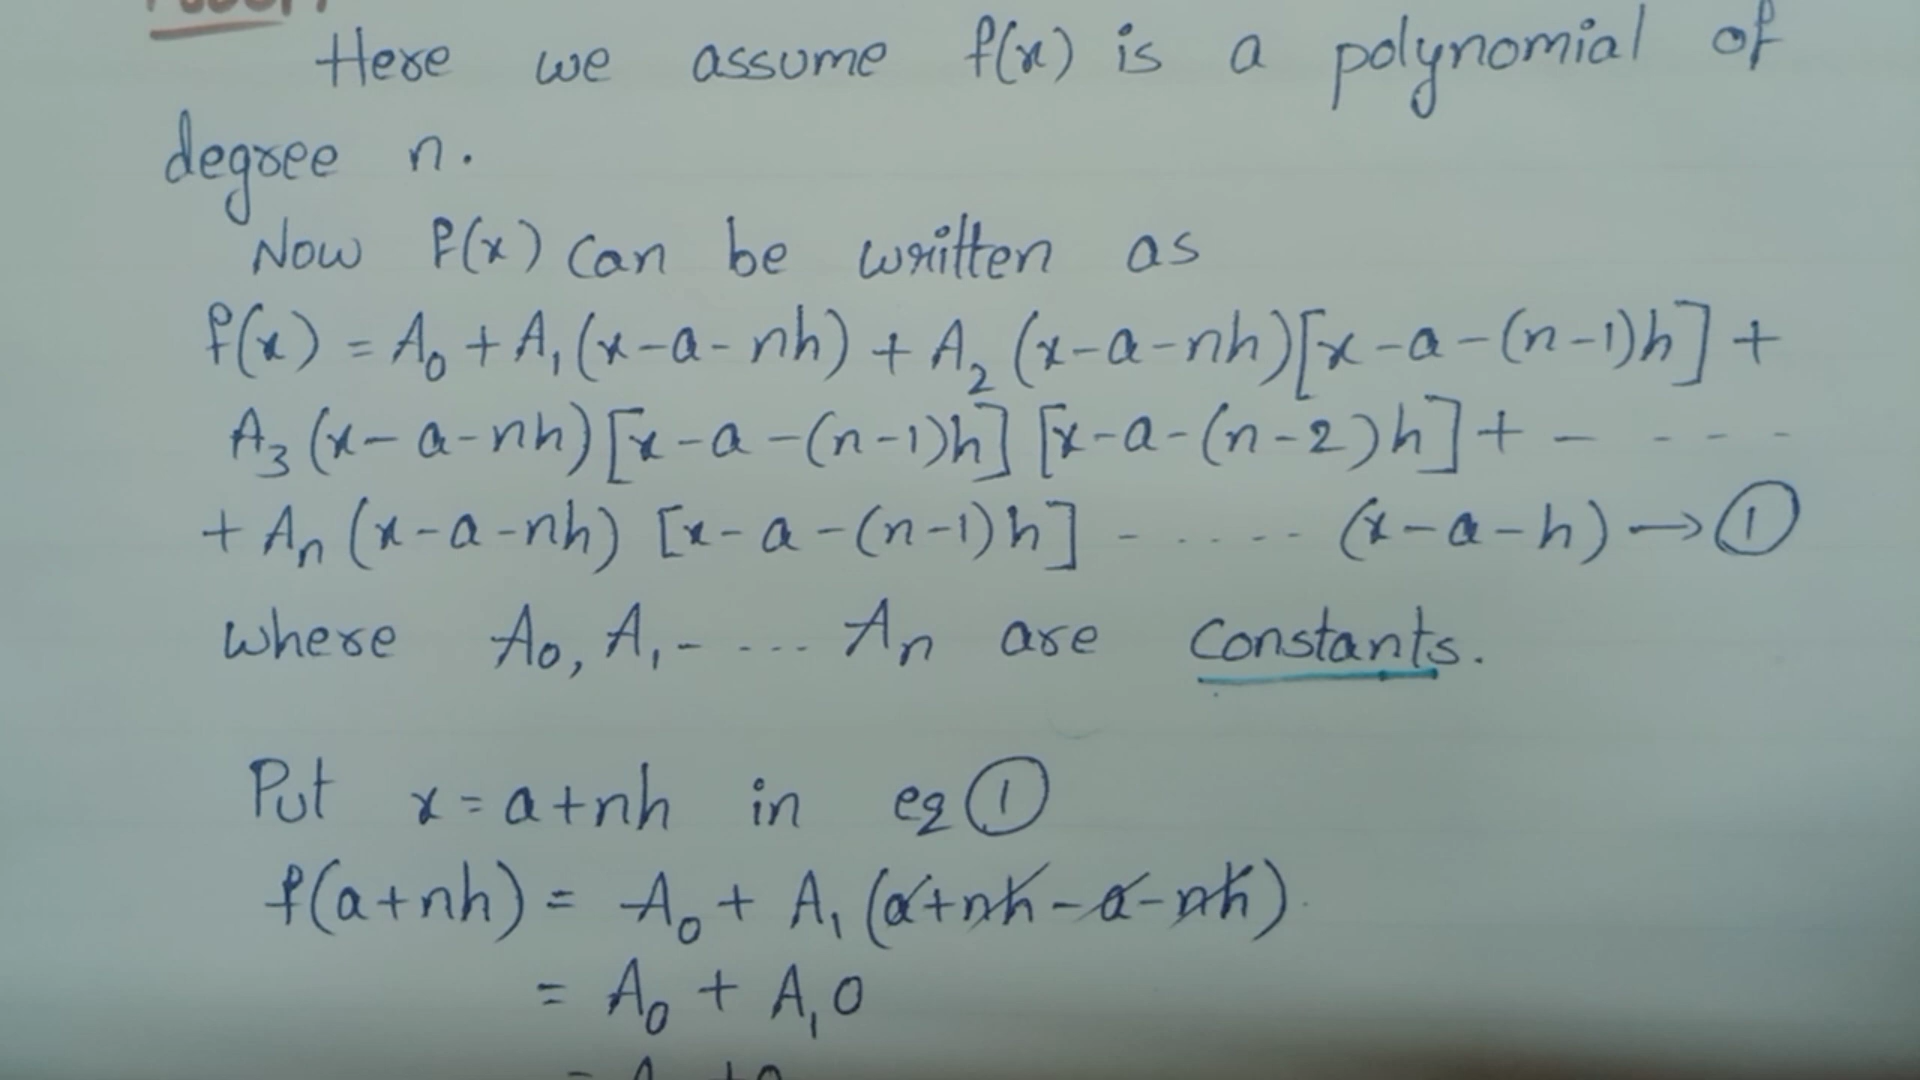 Here we assume f(x) is a polynomial of
degree n.
Now f(x) can be written as
f(x) = A₀ + A₁(x-a-nh) + A₂ (x-a-nh)[x-a-(n-1)h] +
A₃(x-a-nh)[x-a-(n-1)h] [x-a-(n-2)h] + - - - -
+ Aₙ (x-a-nh) [x-a-(n-1)h] - ..... (x-a-h) → ①
where A₀, A₁ - .... Aₙ are constants.
Put x = a+nh in eq ①
f(a+nh) = A₀ + A₁ (a+nh-a-nh)
= A₀ + A₁0